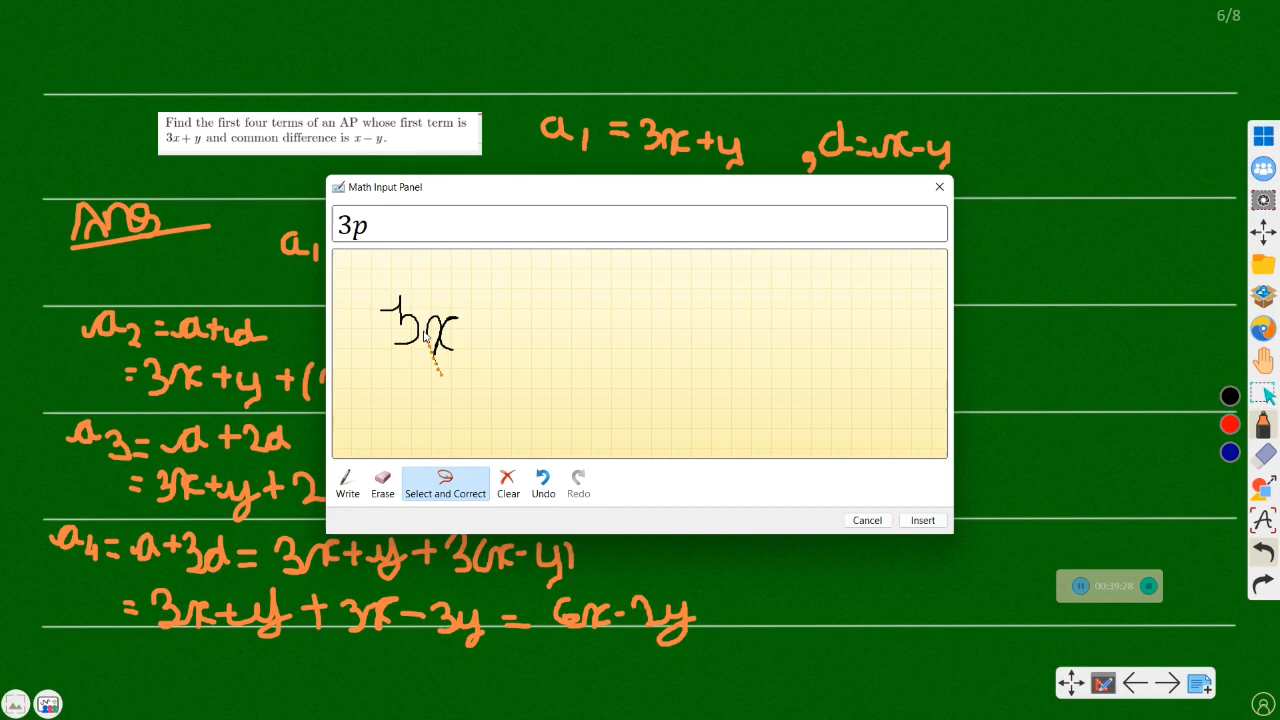 6/8
Find the first four terms of an AP whose first term is
3x + y and common difference is x − y.
a₁ = 3x+y , d=x-y
Ans
a₁
Math Input Panel
3p
3x
a₂ = a+d
= 3x+y +(
a₃ = a+2d
= 3x+y+2
Write Erase Select and Correct Clear Undo Redo
Cancel Insert
a₄ = a+3d = 3x+y+3(x-y)
= 3x+y+3x-3y = 6x-2y
00:39:28